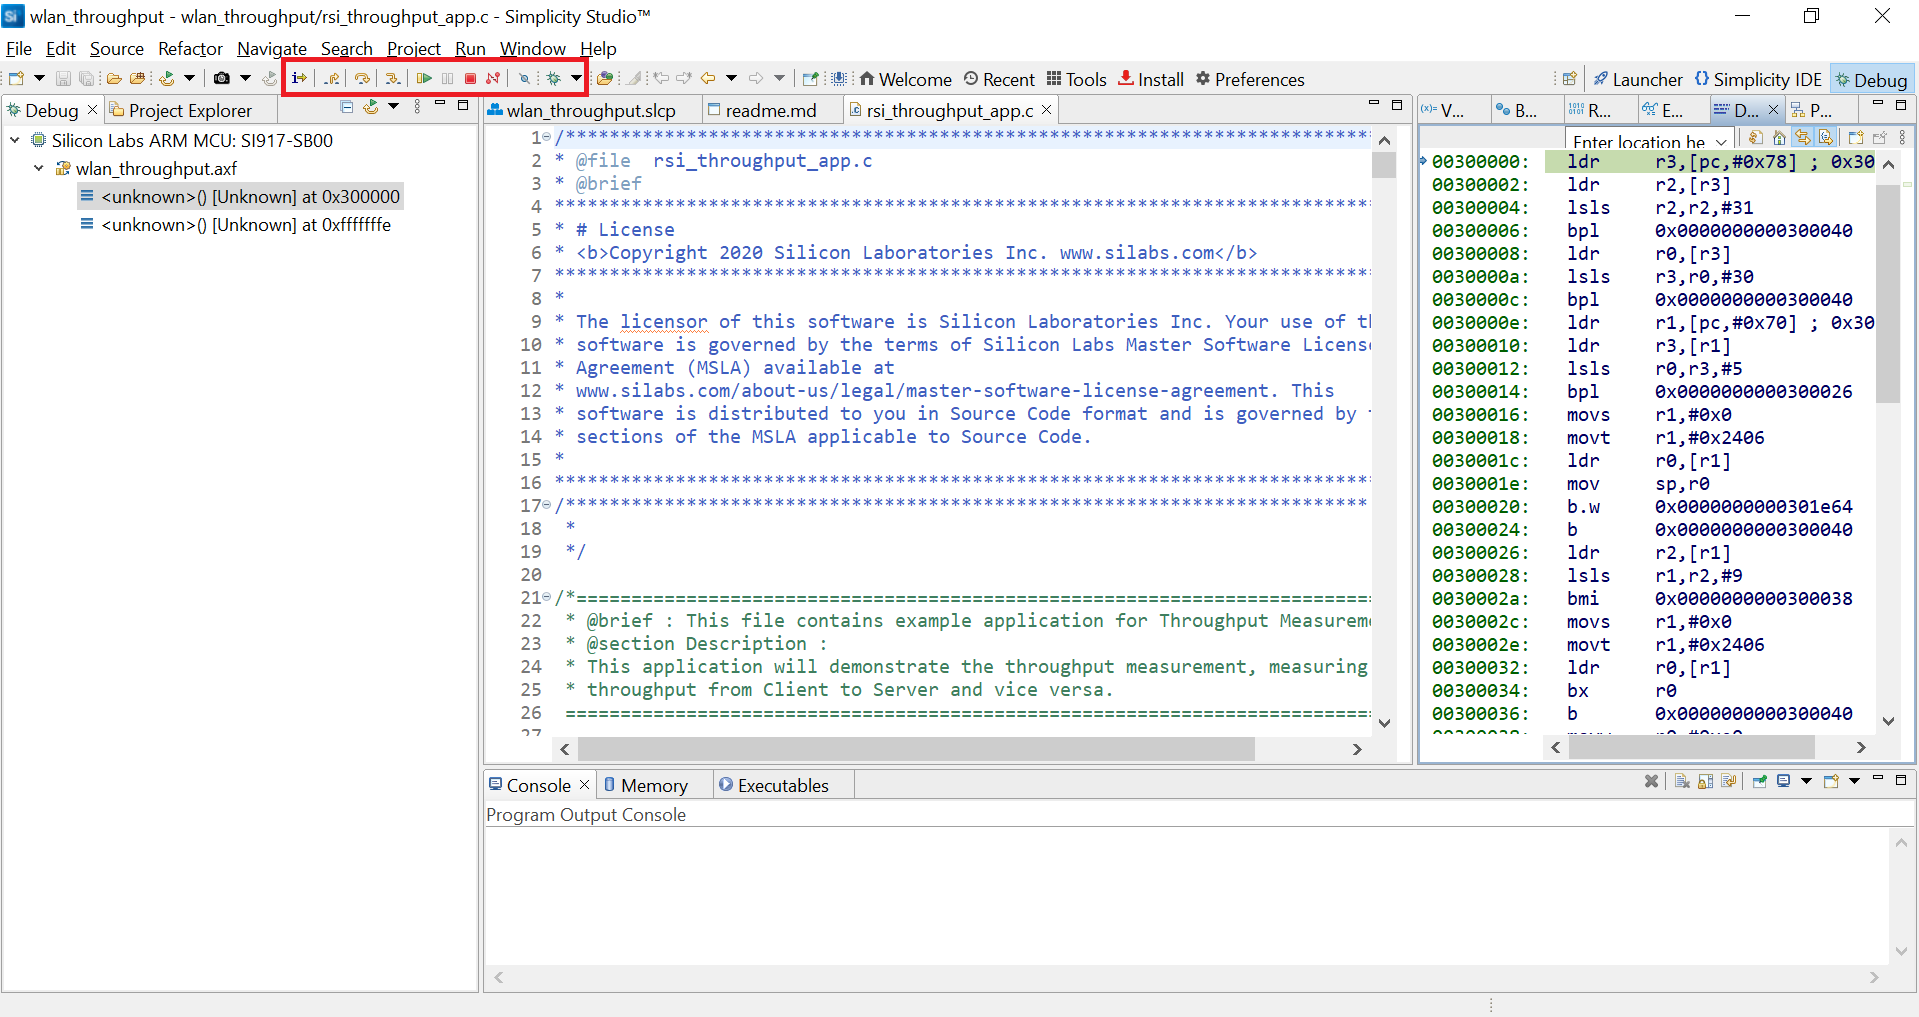 wlan_throughput - wlan_throughput/rsi_throughput_app.c - Simplicity Studio™
File Edit Source Refactor Navigate Search Project Run Window Help
Welcome Recent Tools Install Preferences Launcher Simplicity IDE Debug
Debug Project Explorer
Silicon Labs ARM MCU: SI917-SB00
wlan_throughput.axf
<unknown>() [Unknown] at 0x300000
<unknown>() [Unknown] at 0xfffffffe
wlan_throughput.slcp readme.md rsi_throughput_app.c
1 /**************************************************************************
2 * @file rsi_throughput_app.c
3 * @brief
4 **************************************************************************
5 * # License
6 * <b>Copyright 2020 Silicon Laboratories Inc. www.silabs.com</b>
7 **************************************************************************
8 *
9 * The licensor of this software is Silicon Laboratories Inc. Your use of th
10 * software is governed by the terms of Silicon Labs Master Software License
11 * Agreement (MSLA) available at
12 * www.silabs.com/about-us/legal/master-software-license-agreement. This
13 * software is distributed to you in Source Code format and is governed by
14 * sections of the MSLA applicable to Source Code.
15 *
16 **************************************************************************
17 /**************************************************************************
18 *
19 */
20
21 /*========================================================================
22 * @brief : This file contains example application for Throughput Measureme
23 * @section Description :
24 * This application will demonstrate the throughput measurement, measuring
25 * throughput from Client to Server and vice versa.
26 =========================================================================
27
V... B... R... E... D... P...
Enter location he
00300000: ldr r3,[pc,#0x78] ; 0x30
00300002: ldr r2,[r3]
00300004: lsls r2,r2,#31
00300006: bpl 0x0000000000300040
00300008: ldr r0,[r3]
0030000a: lsls r3,r0,#30
0030000c: bpl 0x0000000000300040
0030000e: ldr r1,[pc,#0x70] ; 0x30
00300010: ldr r3,[r1]
00300012: lsls r0,r3,#5
00300014: bpl 0x0000000000300026
00300016: movs r1,#0x0
00300018: movt r1,#0x2406
0030001c: ldr r0,[r1]
0030001e: mov sp,r0
00300020: b.w 0x0000000000301e64
00300024: b 0x0000000000300040
00300026: ldr r2,[r1]
00300028: lsls r1,r2,#9
0030002a: bmi 0x0000000000300038
0030002c: movs r1,#0x0
0030002e: movt r1,#0x2406
00300032: ldr r0,[r1]
00300034: bx r0
00300036: b 0x0000000000300040
Console Memory Executables
Program Output Console